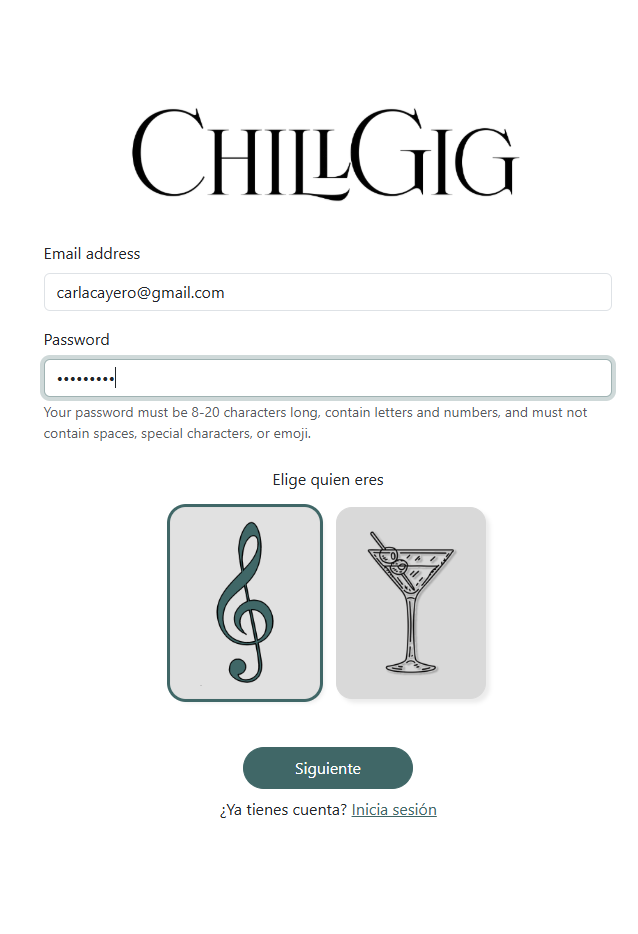 CHILLGIG
Email address
carlacayero@gmail.com
Password
•••••••••
Your password must be 8-20 characters long, contain letters and numbers, and must not
contain spaces, special characters, or emoji.
Elige quien eres
Siguiente
¿Ya tienes cuenta? Inicia sesión